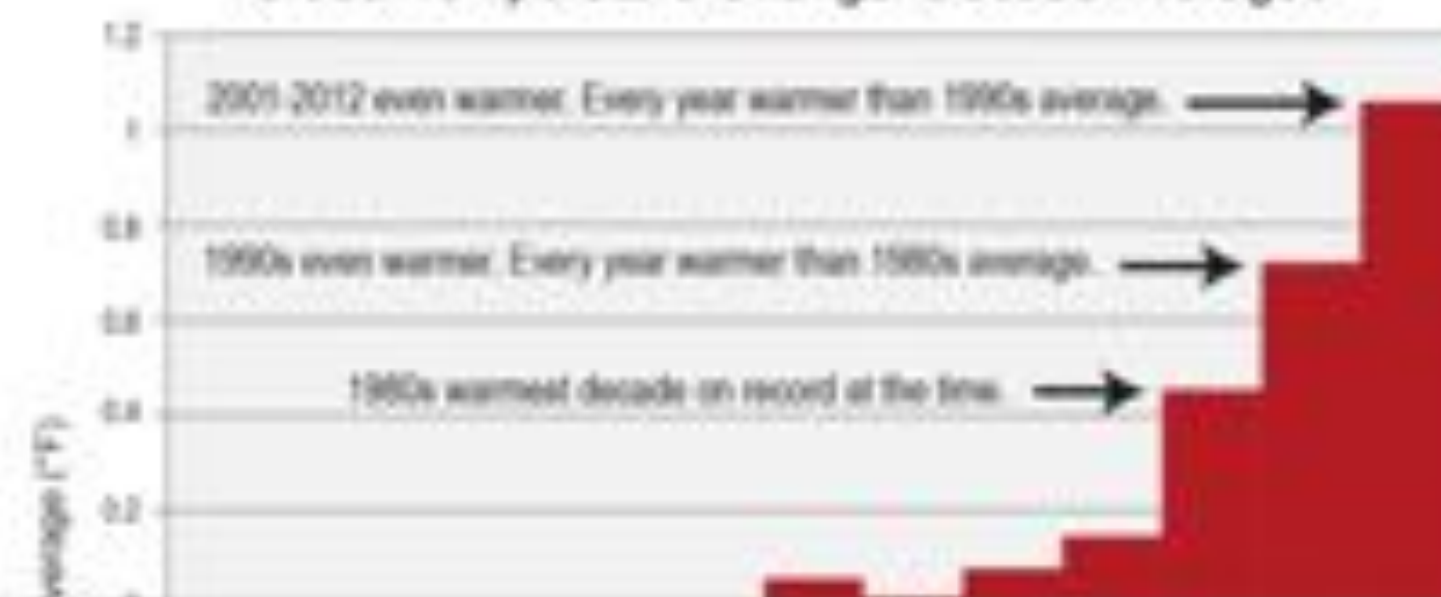 1.2
2001-2012 even warmer. Every year warmer than 1990s average.
1
0.8
1990s even warmer. Every year warmer than 1980s average.
0.6
1980s warmest decade on record at the time.
0.4
0.2
(°F)